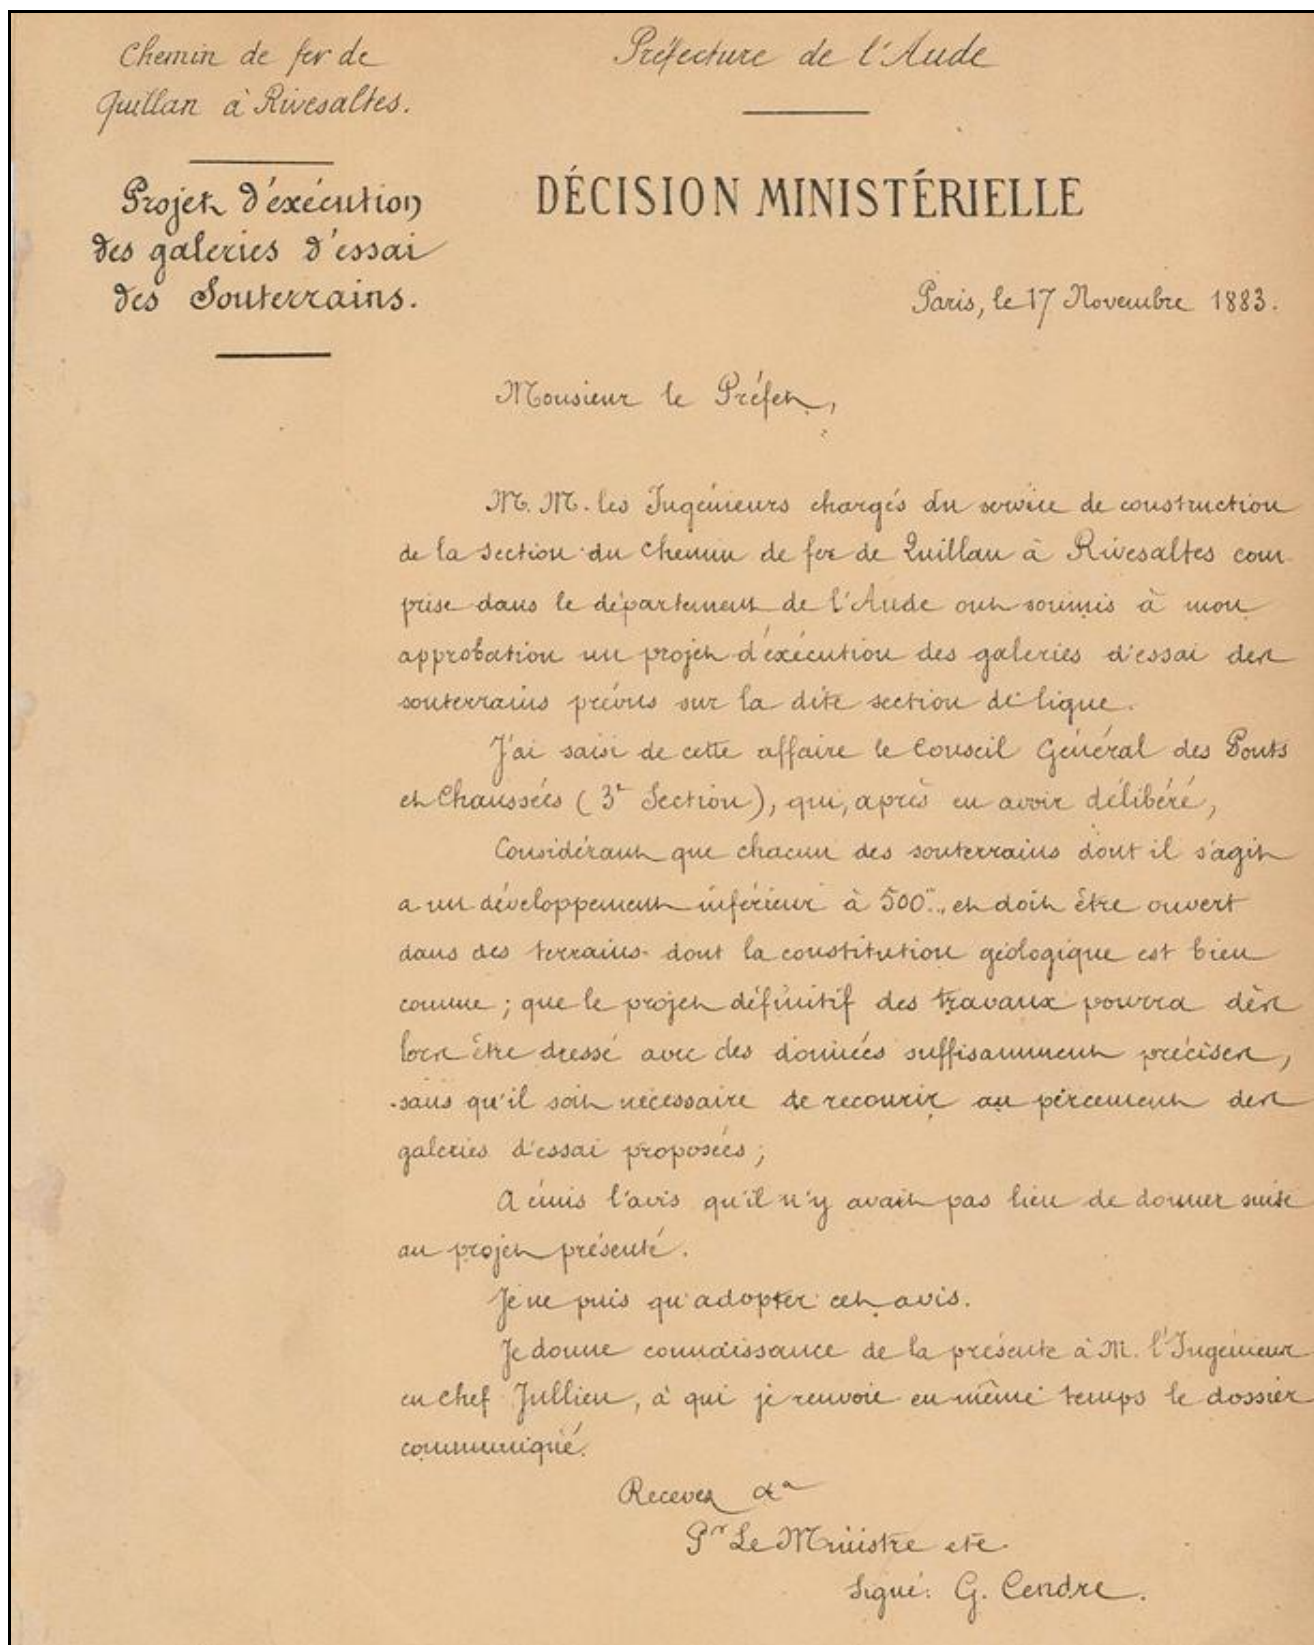 Chemin de fer de
Quillan à Rivesaltes.
Projet d'exécution
des galeries d'essai
des Souterrains.
Préfecture de l'Aude
DÉCISION MINISTÉRIELLE
Paris, le 17 Novembre 1883.
Monsieur le Préfet,
M. M. les Ingénieurs chargés du service de construction
de la section du Chemin de fer de Quillan à Rivesaltes com
prise dans le département de l'Aude ont soumis à mon
approbation un projet d'exécution des galeries d'essai des
souterrains prévus sur la dite section de ligne.
J'ai saisi de cette affaire le Conseil Général des Ponts
et Chaussées (3e Section), qui, après en avoir délibéré,
Considérant que chacun des souterrains dont il s'agit
a un développement inférieur à 500m, et doit être ouvert
dans des terrains dont la constitution géologique est bien
connue ; que le projet définitif des travaux pourra dès
lors être dressé avec des données suffisamment précises,
sans qu'il soit nécessaire de recourir au percement des
galeries d'essai proposées ;
A émis l'avis qu'il n'y avait pas lieu de donner suite
au projet présenté.
Je ne puis qu'adopter cet avis.
Je donne connaissance de la présente à M. l'Ingénieur
en chef Jullien, à qui je renvoie en même temps le dossier
communiqué.
Recevez &a
Pr Le Ministre etc.
Signé: G. Cendre.